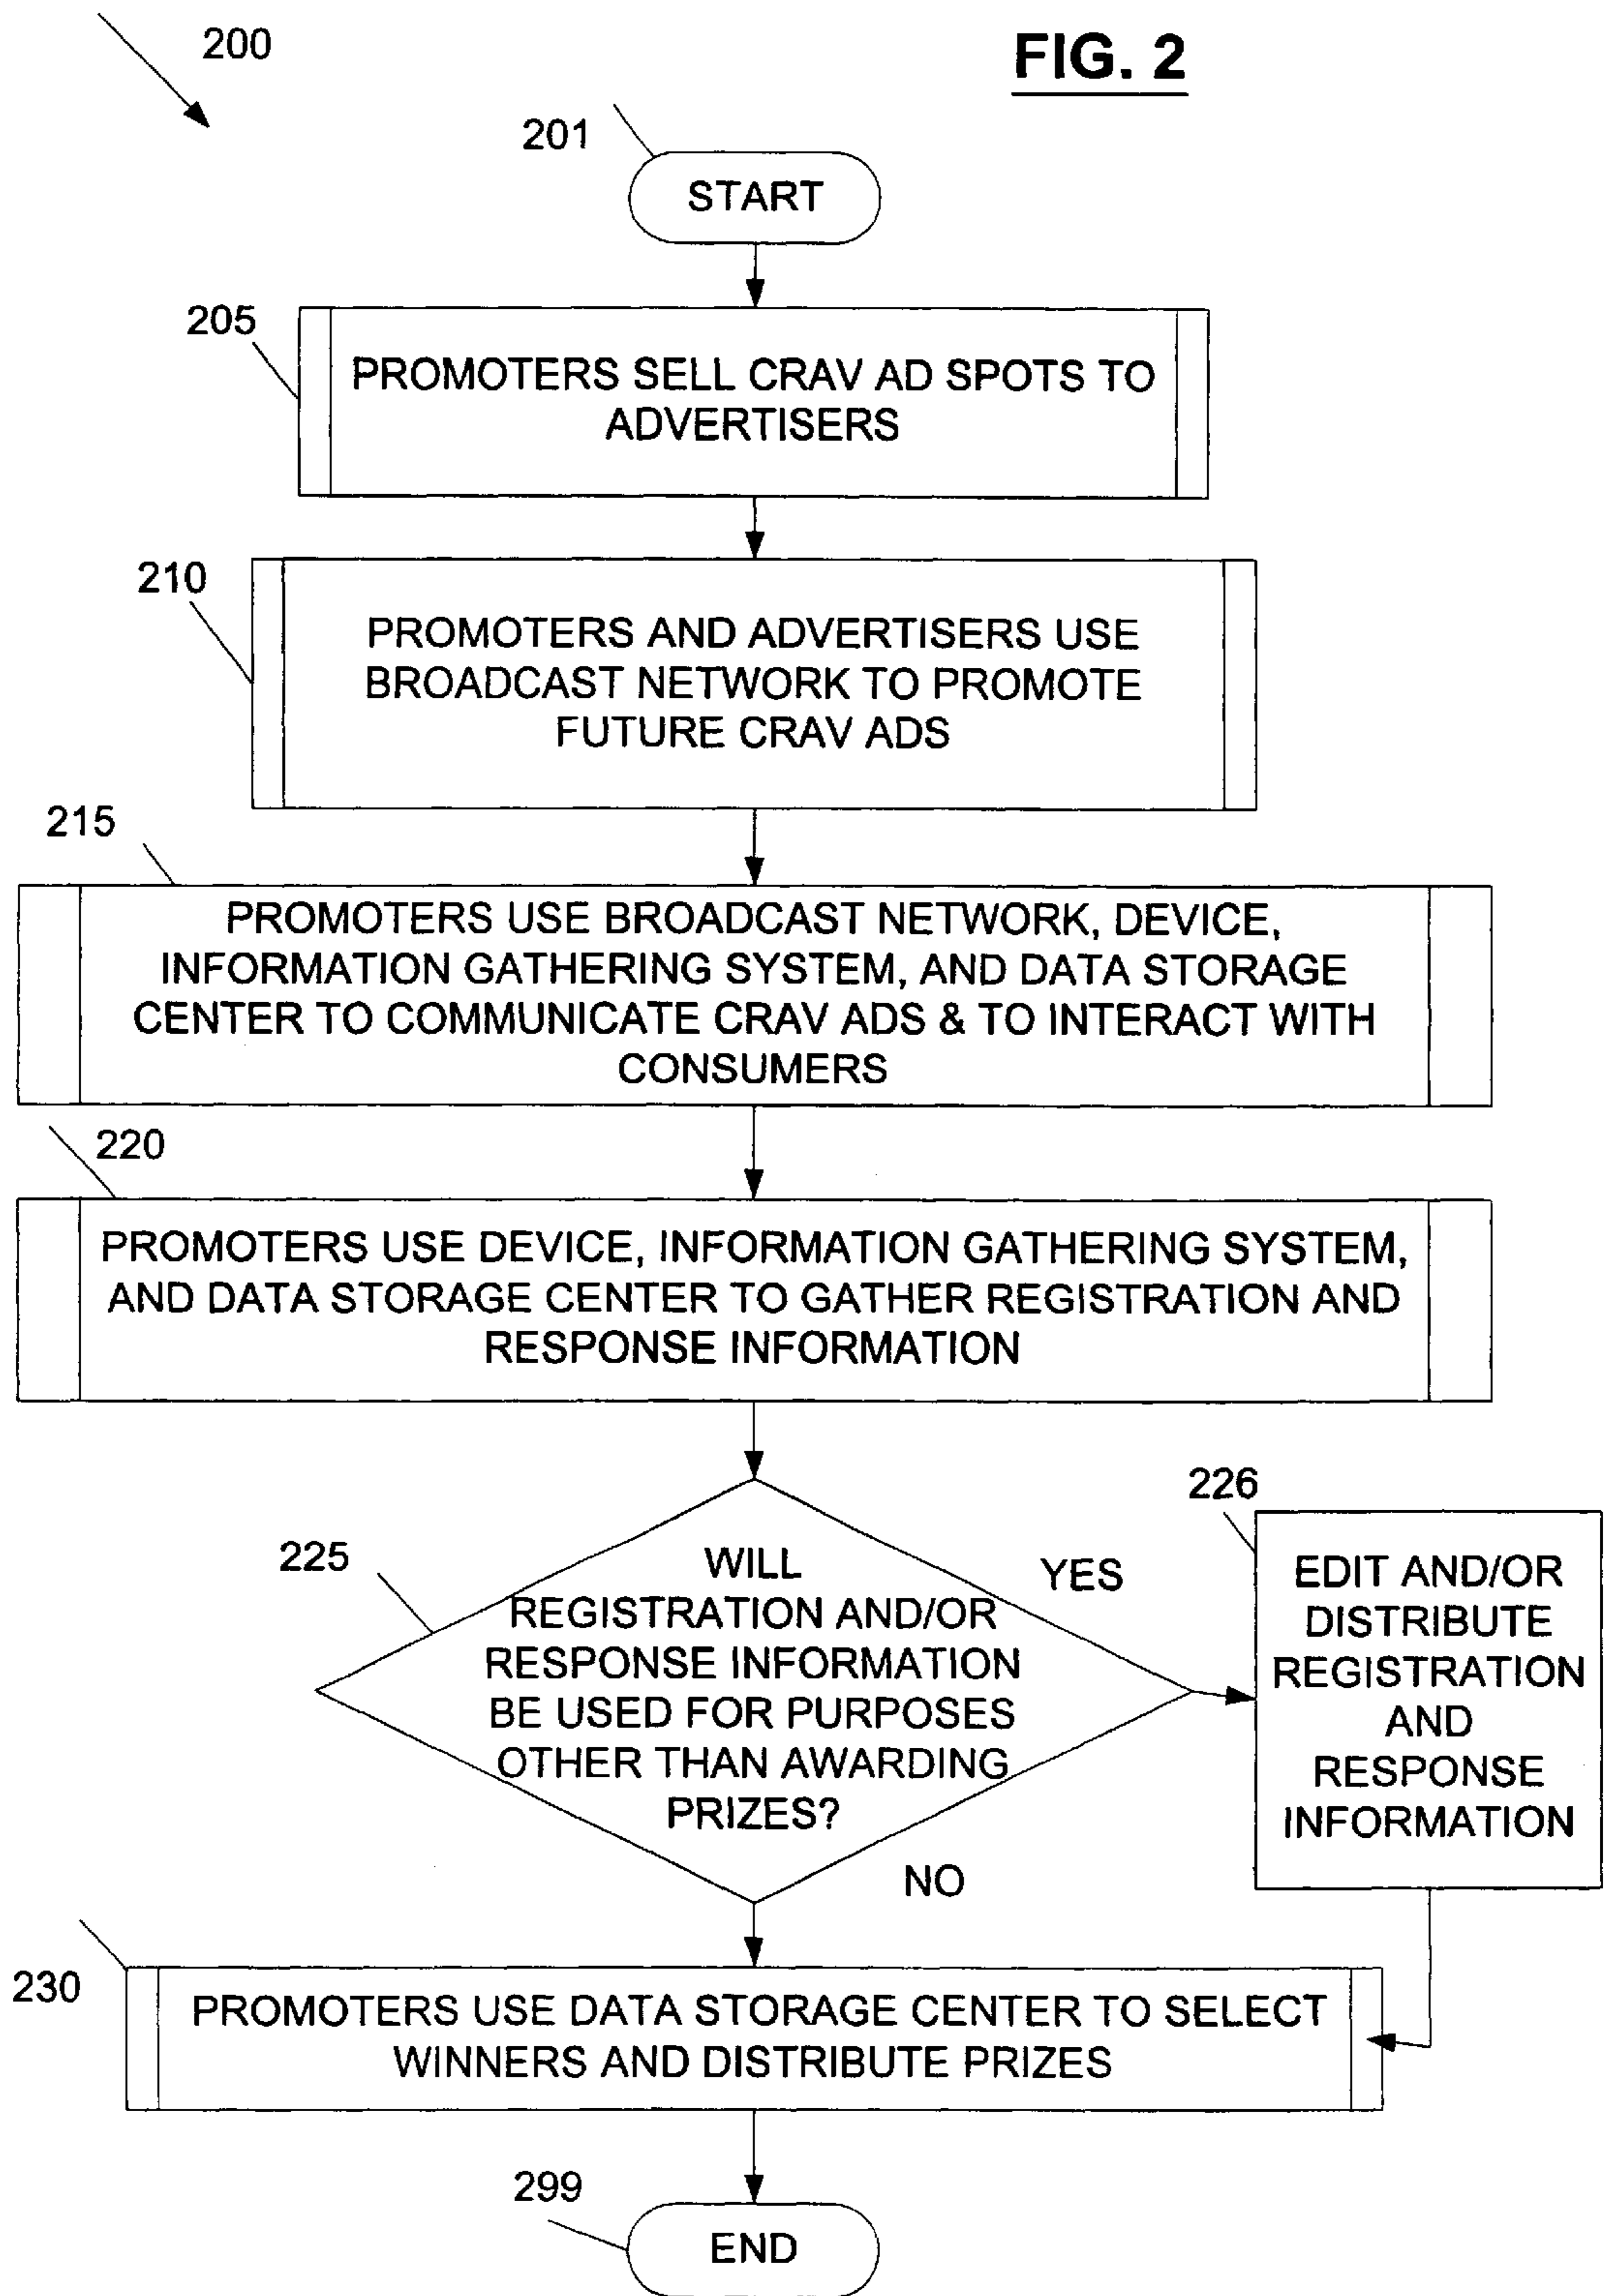 200
FIG. 2
201
START
205
PROMOTERS SELL CRAV AD SPOTS TO
ADVERTISERS
210
PROMOTERS AND ADVERTISERS USE
BROADCAST NETWORK TO PROMOTE
FUTURE CRAV ADS
215
PROMOTERS USE BROADCAST NETWORK, DEVICE,
INFORMATION GATHERING SYSTEM, AND DATA STORAGE
CENTER TO COMMUNICATE CRAV ADS & TO INTERACT WITH
CONSUMERS
220
PROMOTERS USE DEVICE, INFORMATION GATHERING SYSTEM,
AND DATA STORAGE CENTER TO GATHER REGISTRATION AND
RESPONSE INFORMATION
225
WILL
REGISTRATION AND/OR
RESPONSE INFORMATION
BE USED FOR PURPOSES
OTHER THAN AWARDING
PRIZES?
YES
NO
226
EDIT AND/OR
DISTRIBUTE
REGISTRATION
AND
RESPONSE
INFORMATION
230
PROMOTERS USE DATA STORAGE CENTER TO SELECT
WINNERS AND DISTRIBUTE PRIZES
299
END